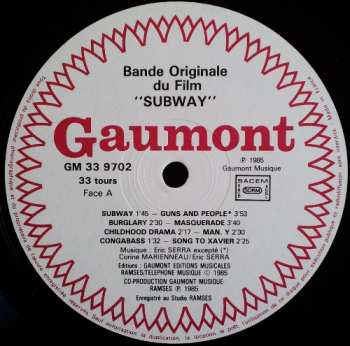 Bande Originale
du Film
"SUBWAY"
Gaumont
GM 33 9702
33 tours
Face A
℗ 1985
Gaumont Musique
SACEM
SDRM
SUBWAY 1'45 - GUNS AND PEOPLE* 3'53
BURGLARY 2'00 - MASQUERADE 3'40
CHILDHOOD DRAMA 2'17 - MAN. Y 2'30
CONGABASS 1'32 - SONG TO XAVIER 2'25
Musique : Eric SERRA excepté (*)
Corine MARIENNEAU/Eric SERRA
Editions : GAUMONT EDITIONS MUSICALES
RAMSES/TELEPHONE MUSIQUE © 1985
CO-PRODUCTION GAUMONT MUSIQUE
RAMSES ℗ 1985
Enregistré au Studio RAMSES